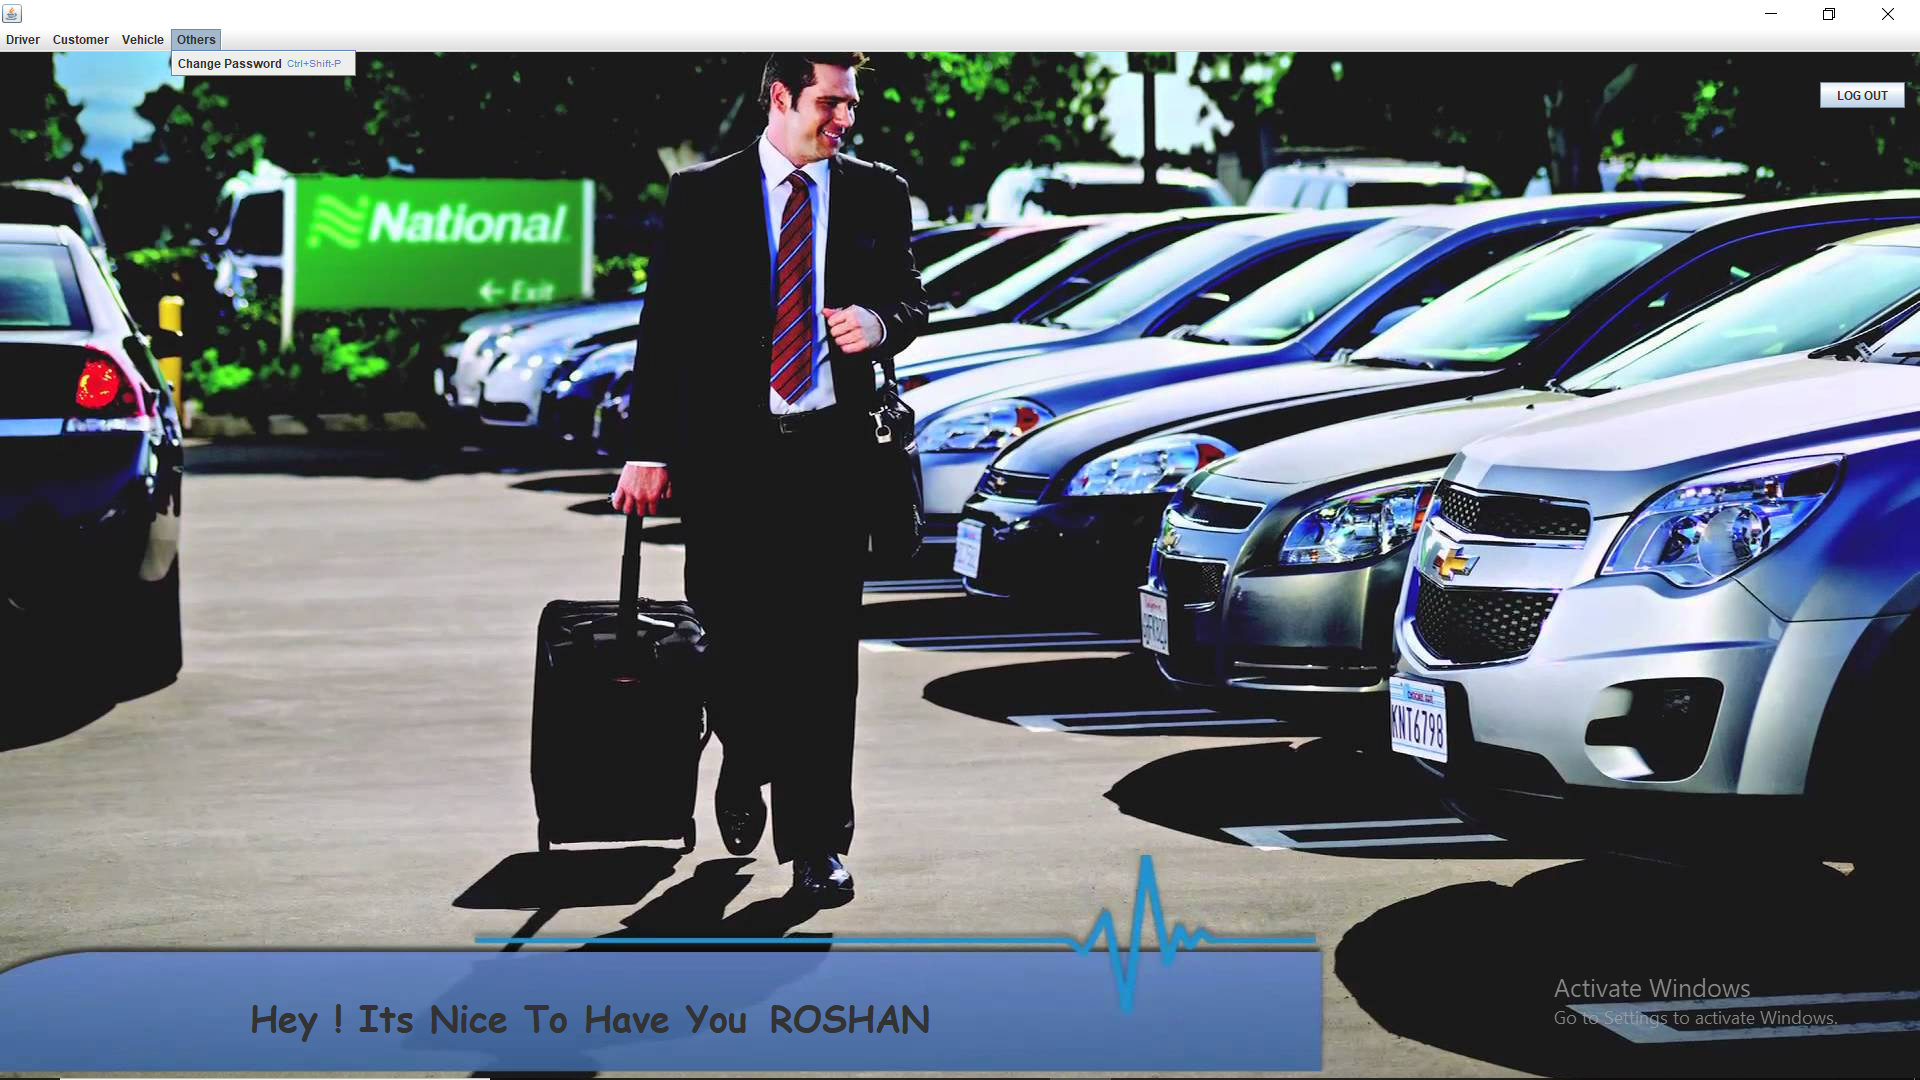 Driver Customer Vehicle Others
Change Password Ctrl+Shift-P
LOG OUT
National
← Exit
KNT6798
Hey ! Its Nice To Have You ROSHAN
Activate Windows
Go to Settings to activate Windows.